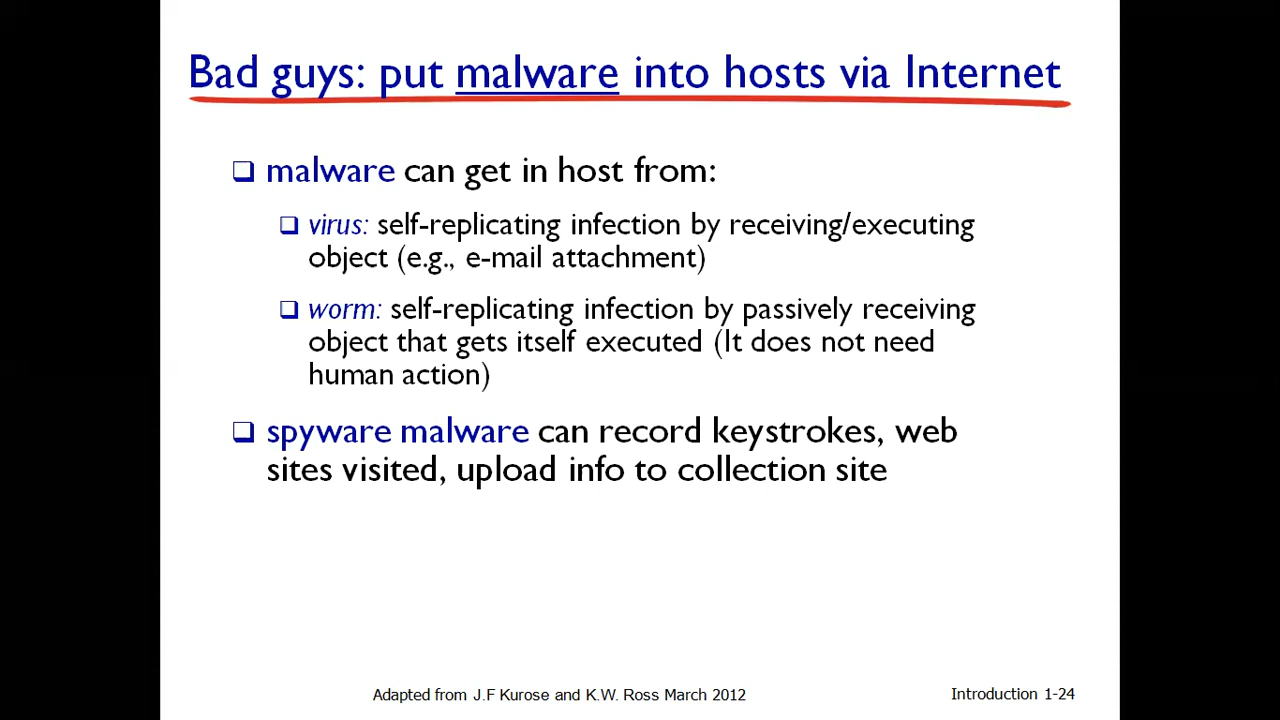 Bad guys: put malware into hosts via Internet
malware can get in host from:
virus: self-replicating infection by receiving/executing
object (e.g., e-mail attachment)
worm: self-replicating infection by passively receiving
object that gets itself executed (It does not need
human action)
spyware malware can record keystrokes, web
sites visited, upload info to collection site
Adapted from J.F Kurose and K.W. Ross March 2012
Introduction 1-24